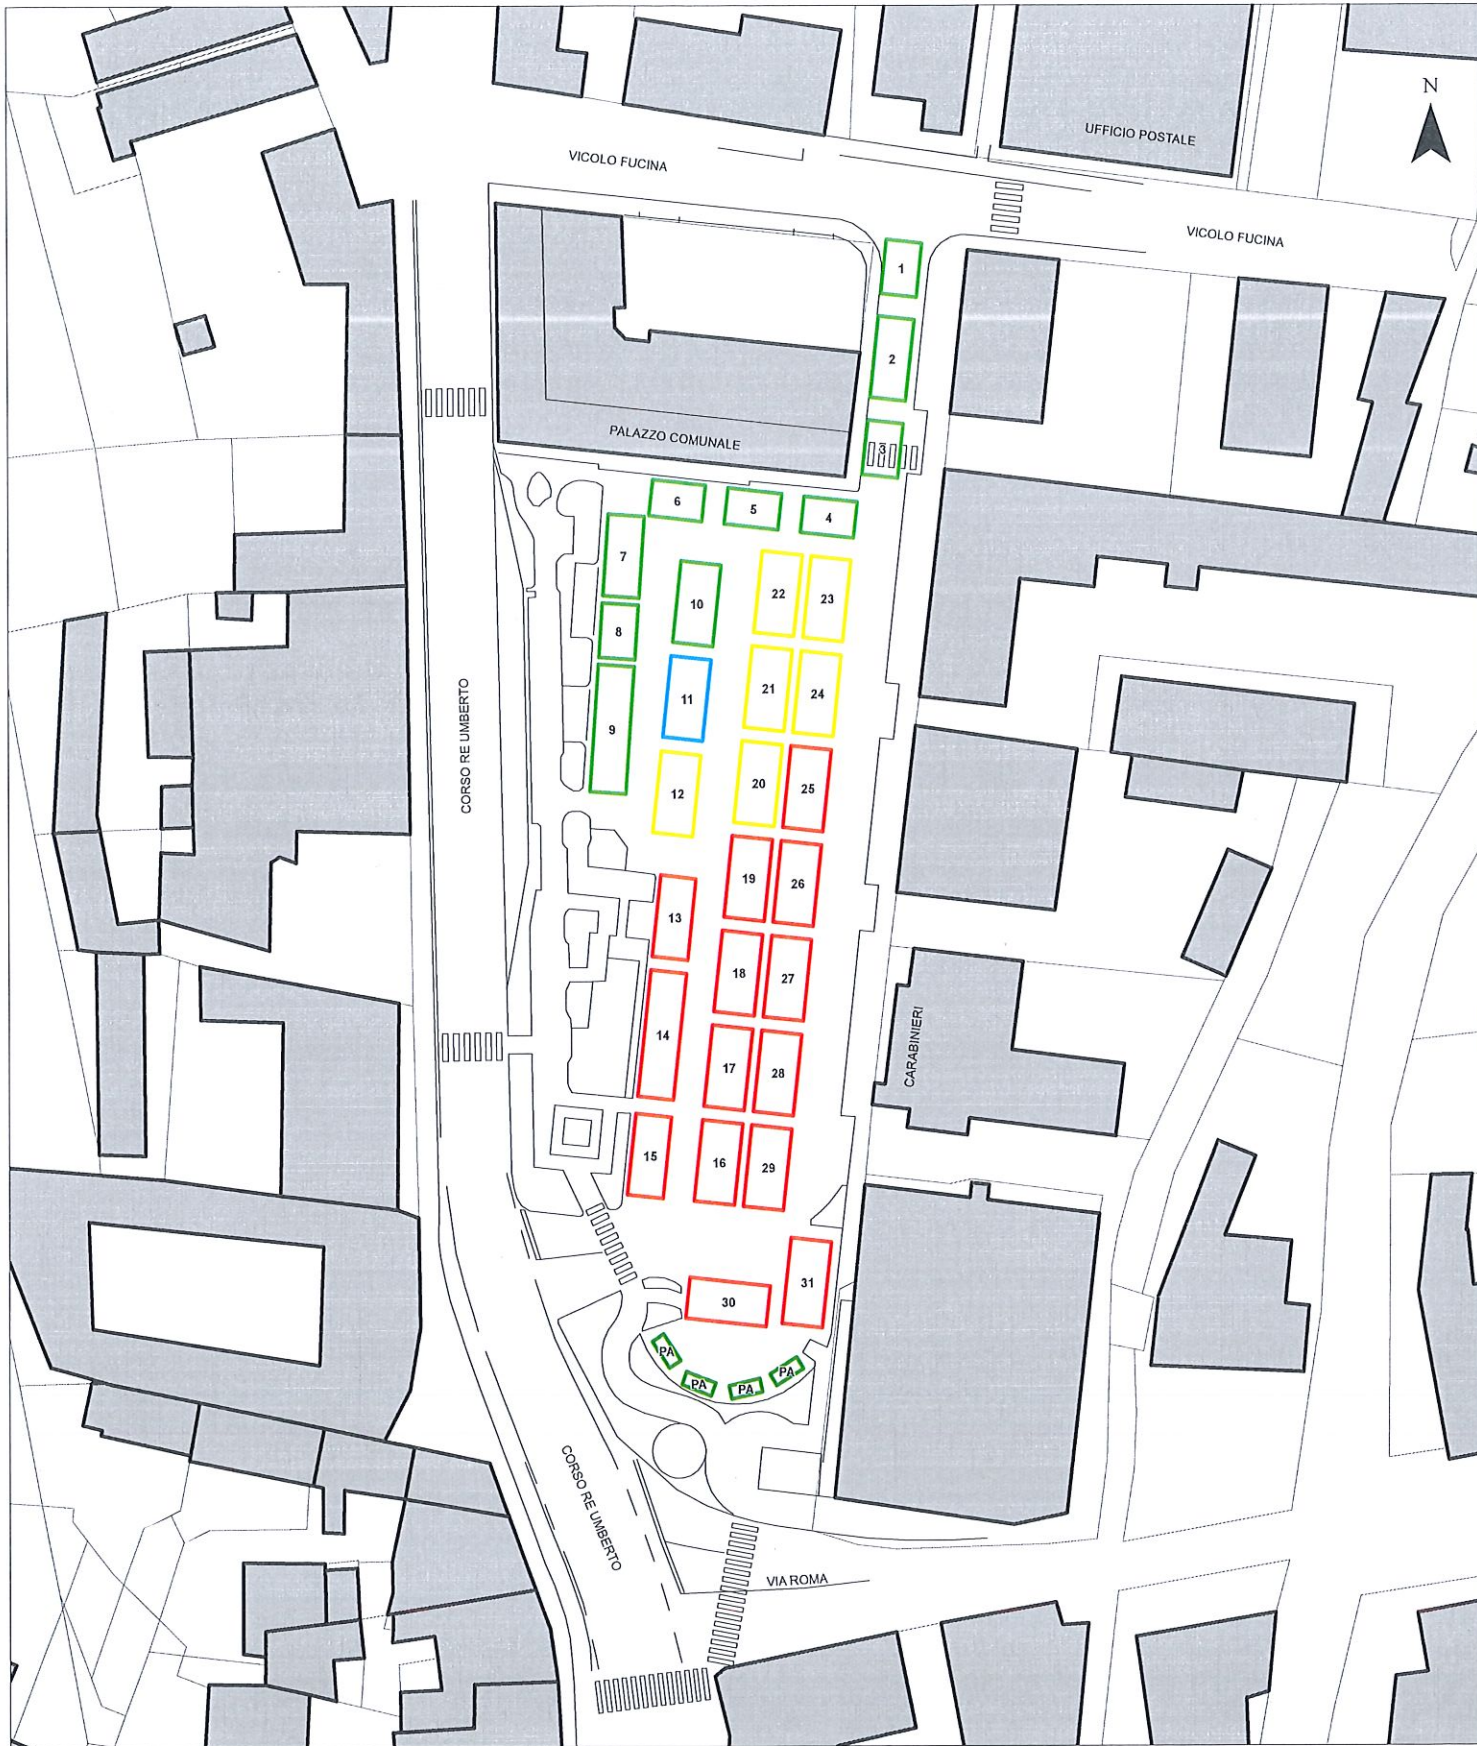 N
UFFICIO POSTALE
VICOLO FUCINA
VICOLO FUCINA
1
2
PALAZZO COMUNALE
3
6
5
4
7
10
22
23
8
11
21
24
9
12
20
25
CORSO RE UMBERTO
13
19
26
18
27
14
17
28
CARABINIERI
15
16
29
31
30
PA
PA
PA
PA
CORSO RE UMBERTO
VIA ROMA